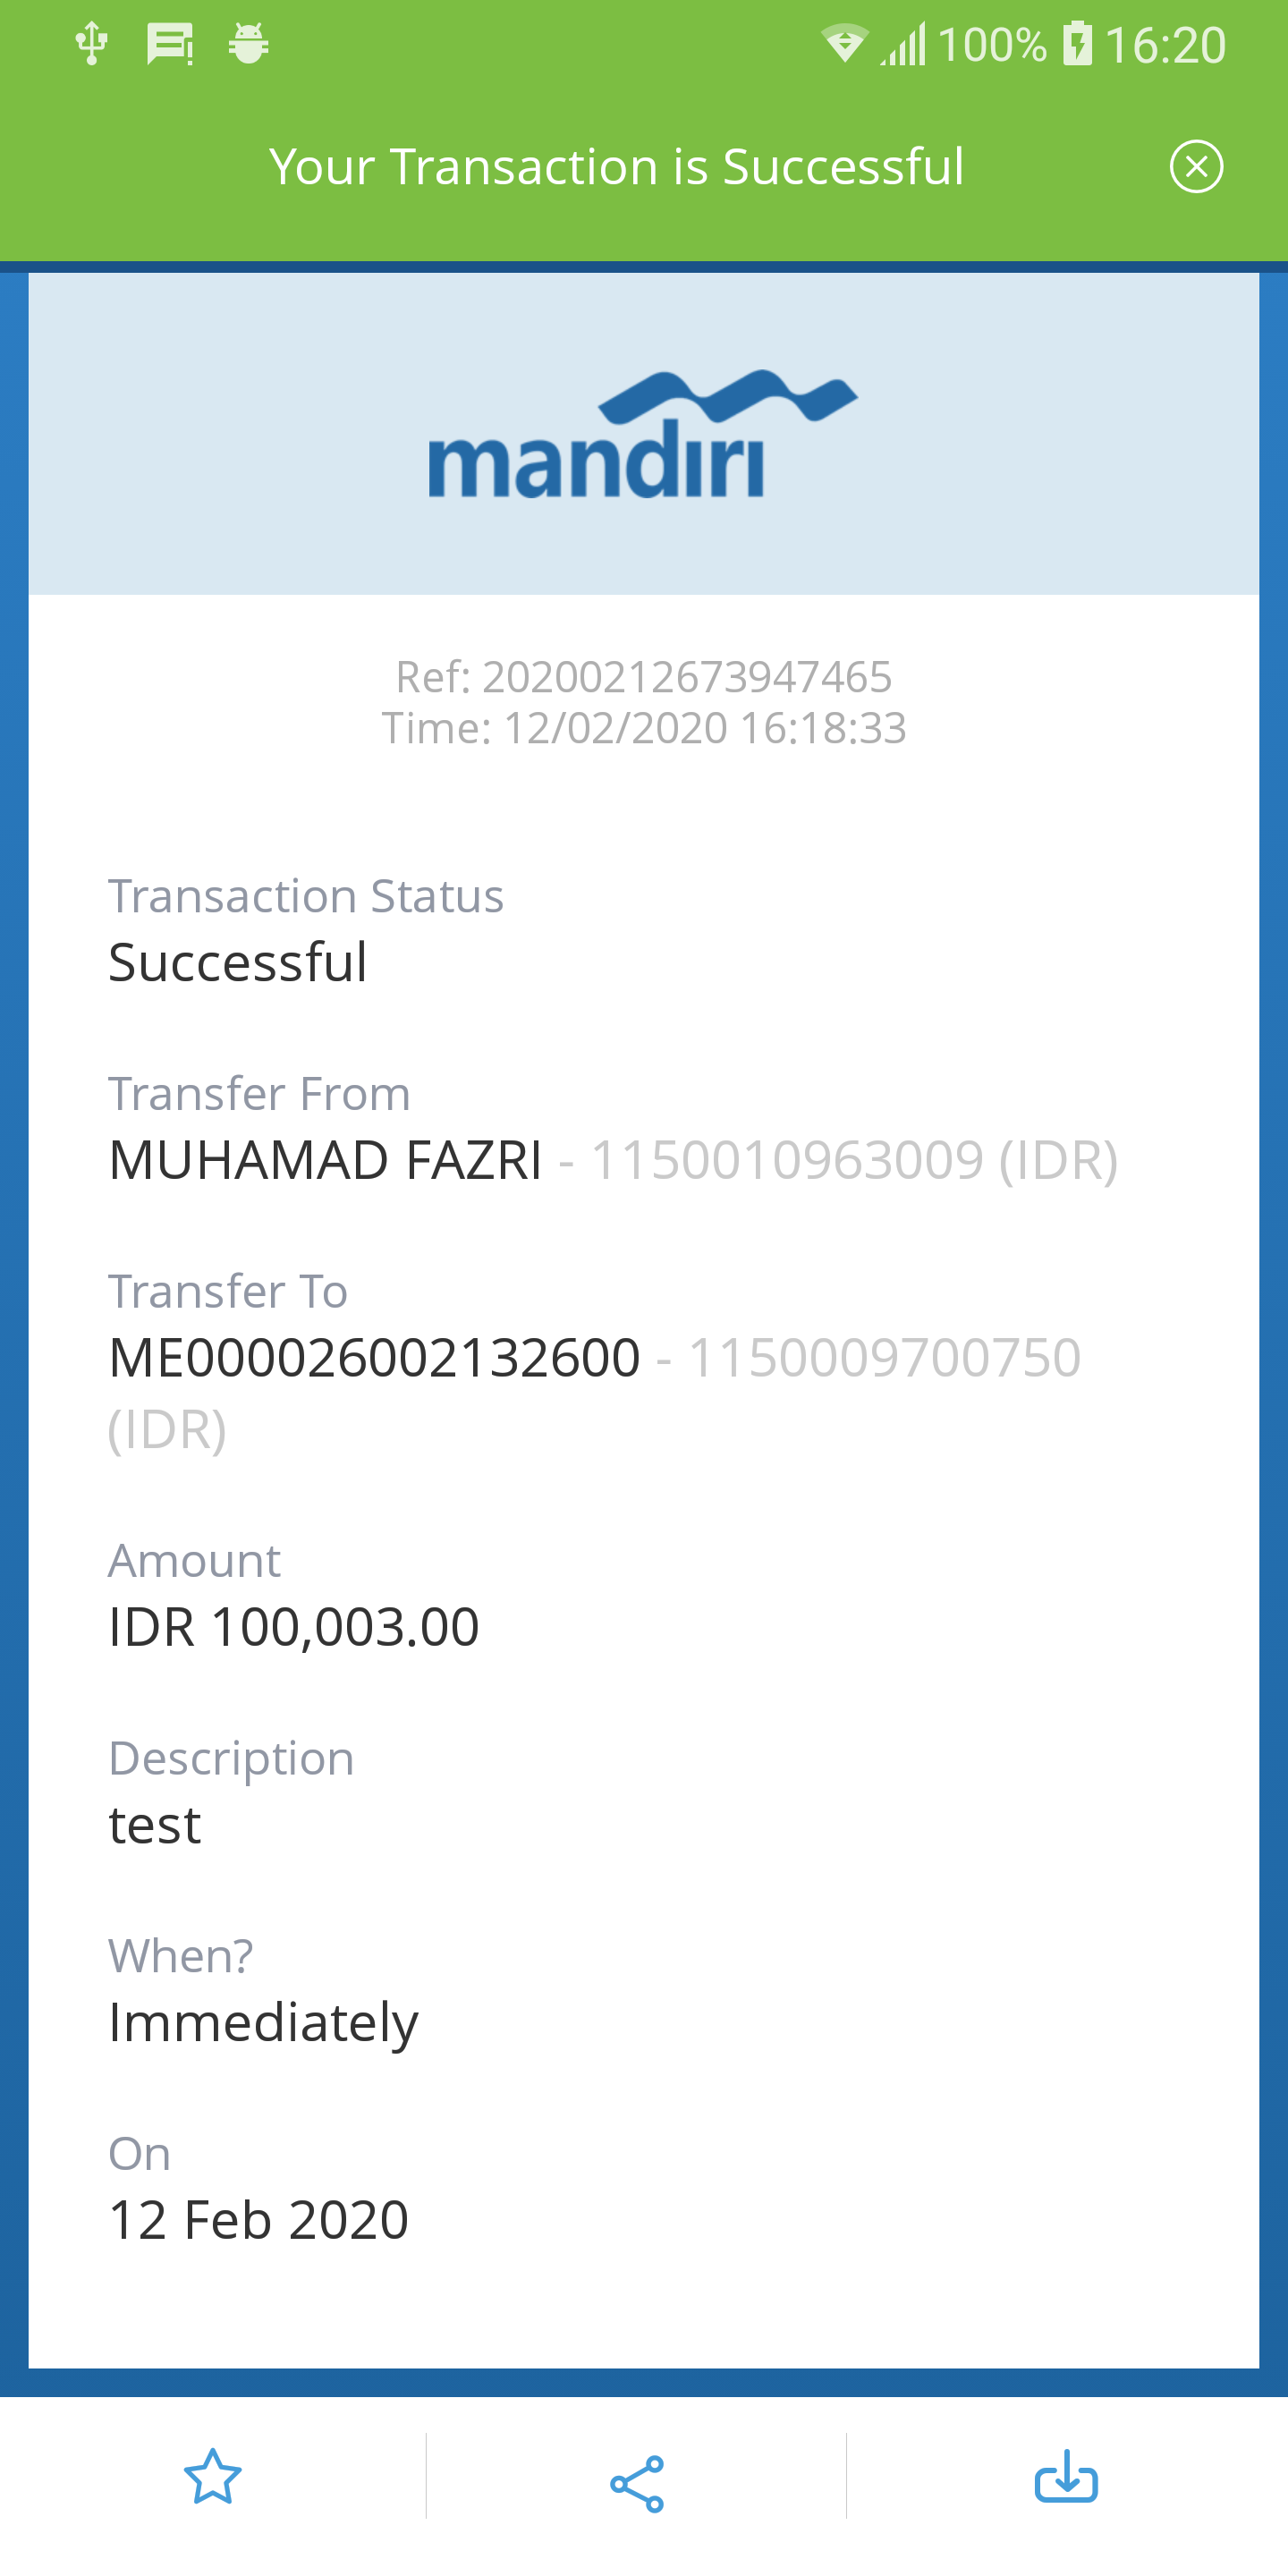 100% 16:20
Your Transaction is Successful
mandiri
Ref: 20200212673947465
Time: 12/02/2020 16:18:33
Transaction Status
Successful
Transfer From
MUHAMAD FAZRI - 1150010963009 (IDR)
Transfer To
ME000026002132600 - 1150009700750
(IDR)
Amount
IDR 100,003.00
Description
test
When?
Immediately
On
12 Feb 2020